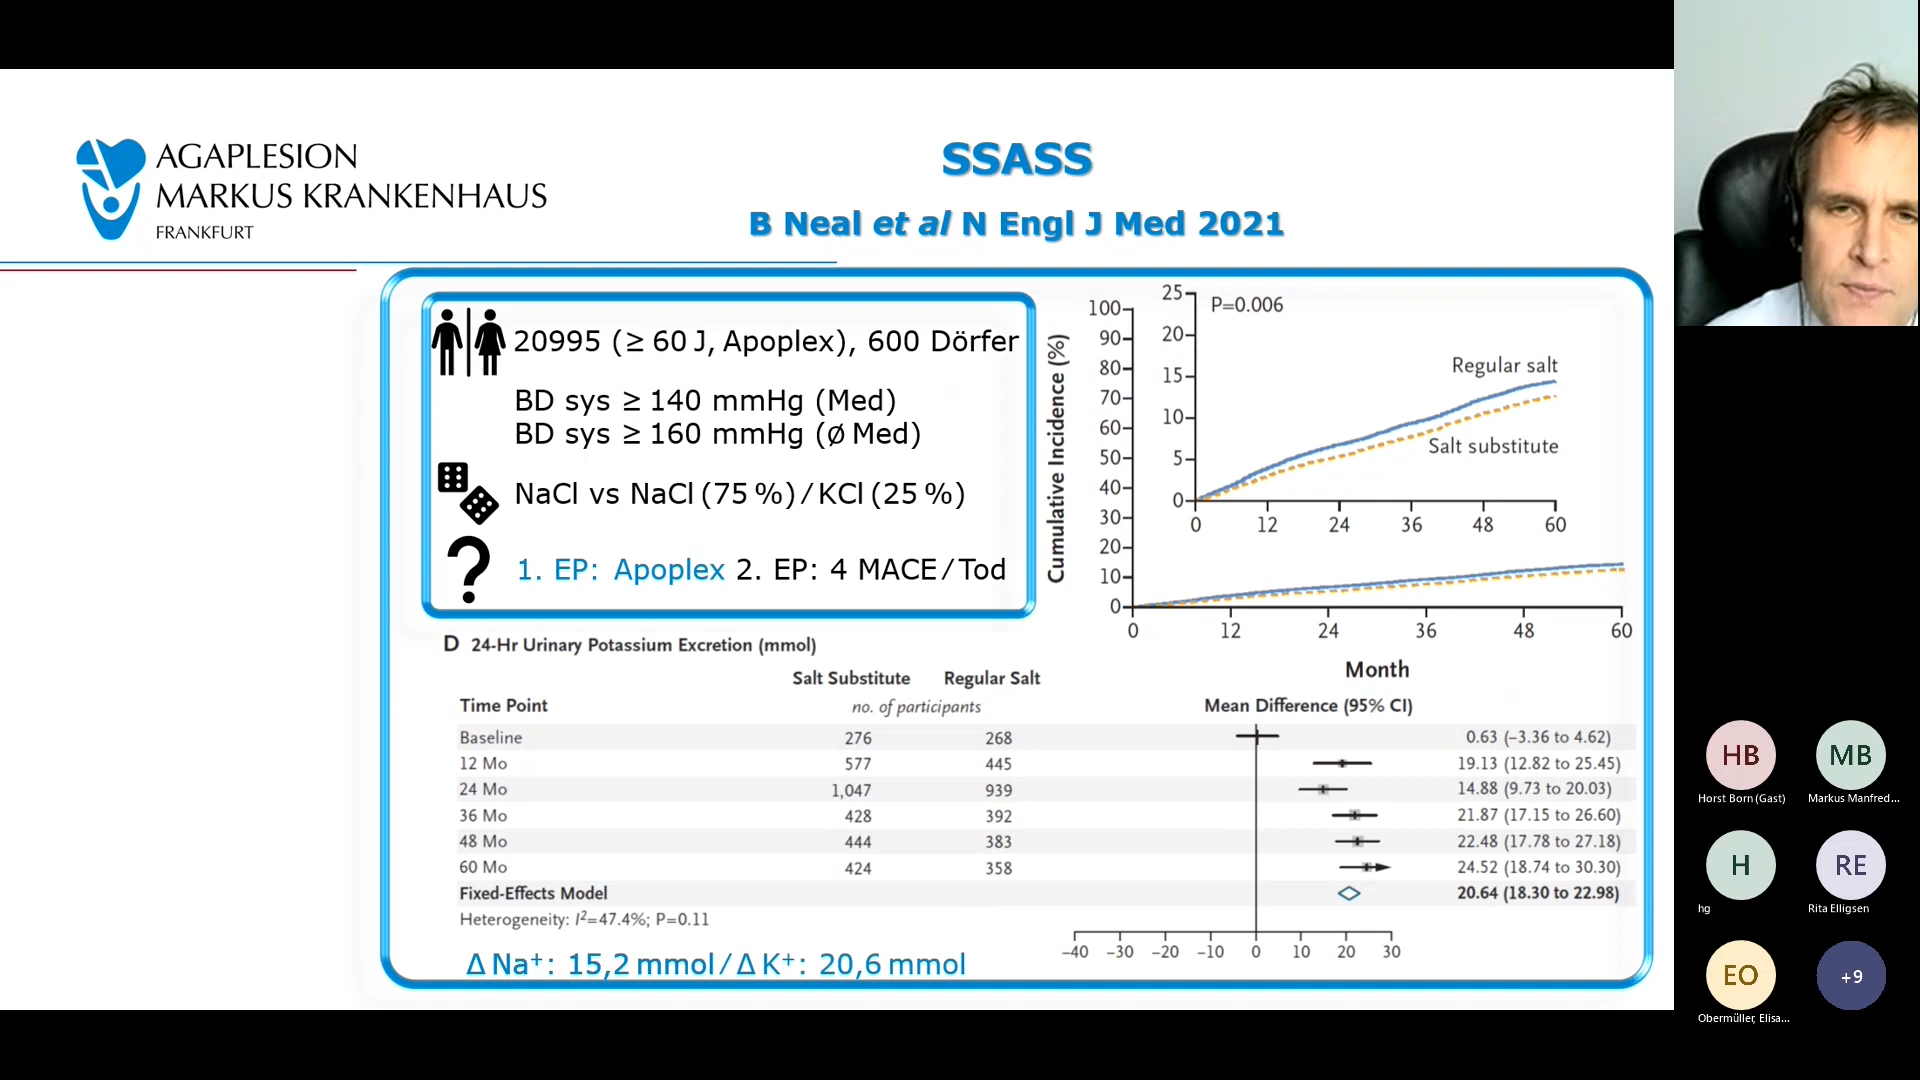 AGAPLESION
MARKUS KRANKENHAUS
FRANKFURT
SSASS
B Neal et al N Engl J Med 2021
20995 (≥ 60 J, Apoplex), 600 Dörfer
BD sys ≥ 140 mmHg (Med)
BD sys ≥ 160 mmHg (ø Med)
NaCl vs NaCl (75 %) / KCl (25 %)
1. EP: Apoplex 2. EP: 4 MACE / Tod
Cumulative Incidence (%)
100
90
80
70
60
50
40
30
20
10
0
0 12 24 36 48 60
Month
25
20
15
10
5
0
0 12 24 36 48 60
P=0.006
Regular salt
Salt substitute
D 24-Hr Urinary Potassium Excretion (mmol)
Salt Substitute Regular Salt
Time Point no. of participants Mean Difference (95% CI)
Baseline 276 268 0.63 (–3.36 to 4.62)
12 Mo 577 445 19.13 (12.82 to 25.45)
24 Mo 1,047 939 14.88 (9.73 to 20.03)
36 Mo 428 392 21.87 (17.15 to 26.60)
48 Mo 444 383 22.48 (17.78 to 27.18)
60 Mo 424 358 24.52 (18.74 to 30.30)
Fixed-Effects Model 20.64 (18.30 to 22.98)
Heterogeneity: I²=47.4%; P=0.11
–40 –30 –20 –10 0 10 20 30
Δ Na⁺: 15,2 mmol / Δ K⁺: 20,6 mmol
HB MB
Horst Born (Gast) Markus Manfred...
H RE
hg Rita Elligsen
EO +9
Obermüller, Elisa...